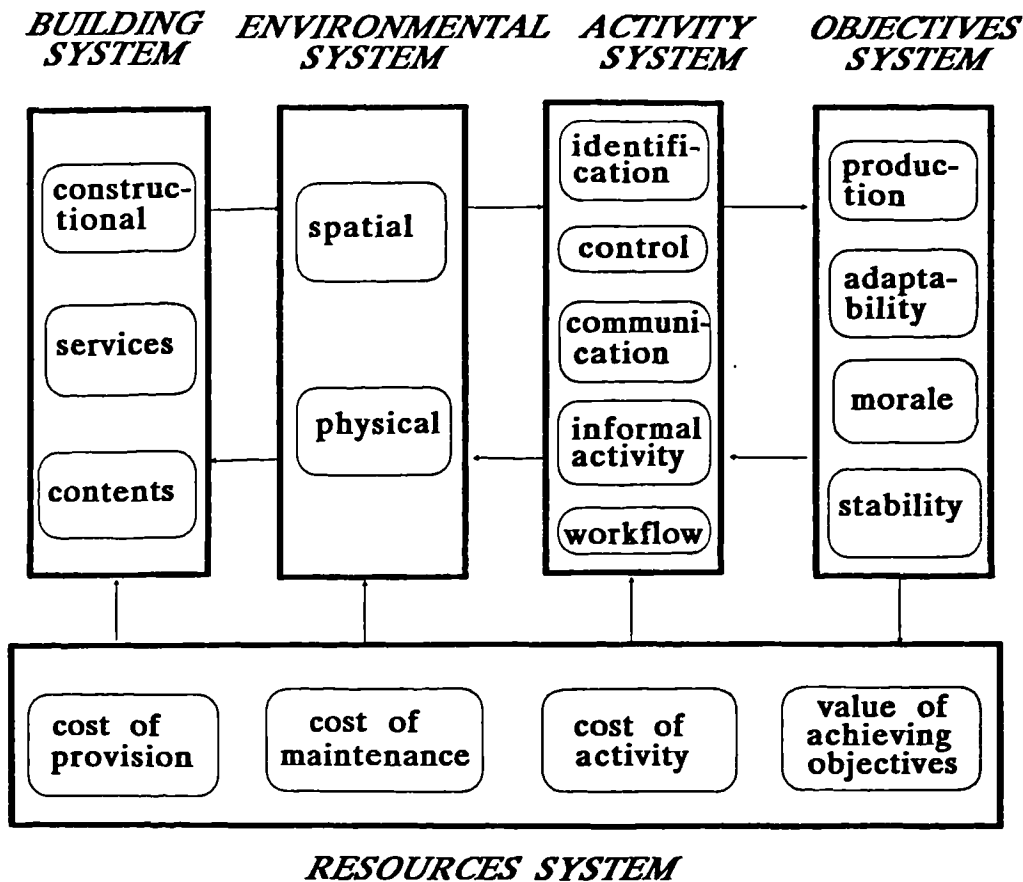 BUILDING
SYSTEM
ENVIRONMENTAL
SYSTEM
ACTIVITY
SYSTEM
OBJECTIVES
SYSTEM
construc-
tional
services
contents
spatial
physical
identifi-
cation
control
communi-
cation
informal
activity
workflow
produc-
tion
adapta-
bility
morale
stability
cost of
provision
cost of
maintenance
cost of
activity
value of
achieving
objectives
RESOURCES SYSTEM